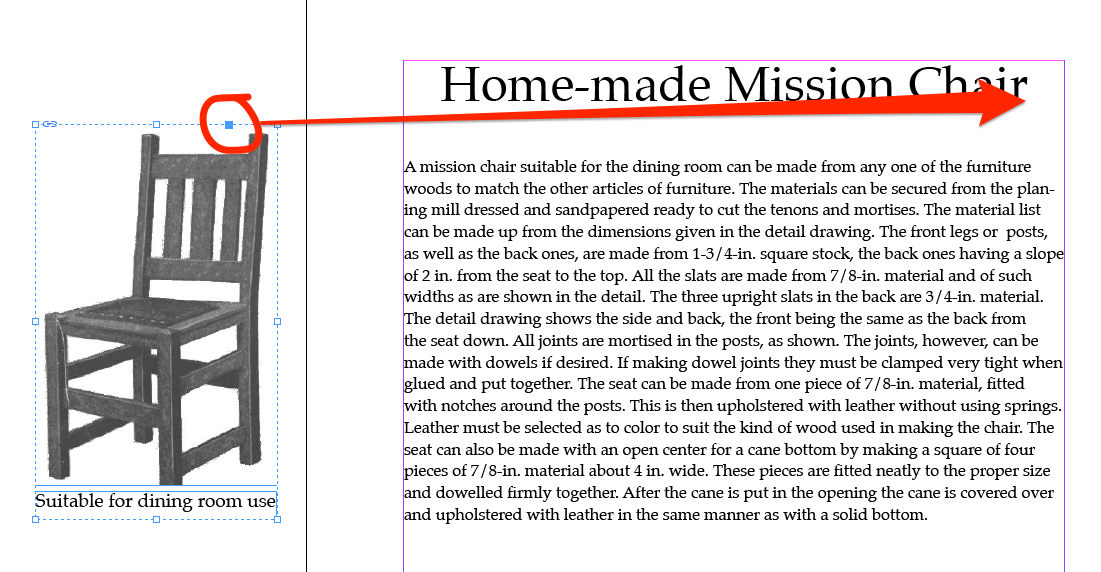 Home-made Mission Chair
A mission chair suitable for the dining room can be made from any one of the furniture
woods to match the other articles of furniture. The materials can be secured from the plan-
ing mill dressed and sandpapered ready to cut the tenons and mortises. The material list
can be made up from the dimensions given in the detail drawing. The front legs or  posts,
as well as the back ones, are made from 1-3/4-in. square stock, the back ones having a slope
of 2 in. from the seat to the top. All the slats are made from 7/8-in. material and of such
widths as are shown in the detail. The three upright slats in the back are 3/4-in. material.
The detail drawing shows the side and back, the front being the same as the back from
the seat down. All joints are mortised in the posts, as shown. The joints, however, can be
made with dowels if desired. If making dowel joints they must be clamped very tight when
glued and put together. The seat can be made from one piece of 7/8-in. material, fitted
with notches around the posts. This is then upholstered with leather without using springs.
Leather must be selected as to color to suit the kind of wood used in making the chair. The
seat can also be made with an open center for a cane bottom by making a square of four
pieces of 7/8-in. material about 4 in. wide. These pieces are fitted neatly to the proper size
and dowelled firmly together. After the cane is put in the opening the cane is covered over
and upholstered with leather in the same manner as with a solid bottom.
Suitable for dining room use